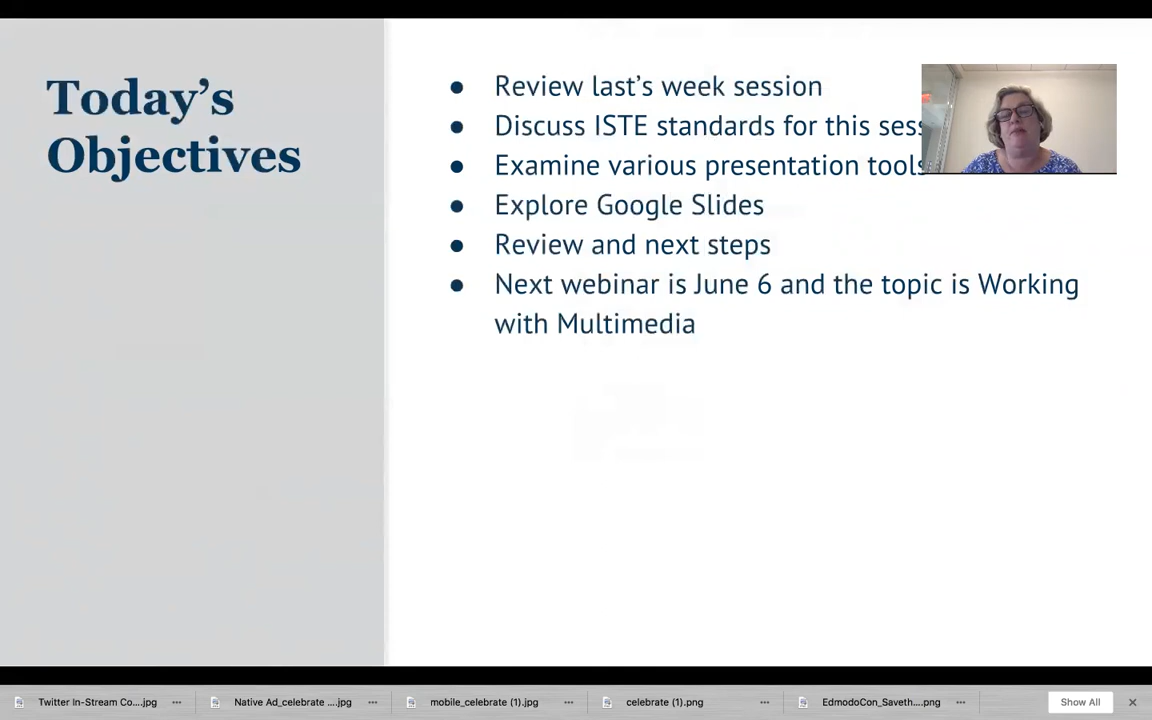 Today's
Objectives
● Review last's week session
● Discuss ISTE standards for this
● Examine various presentation tools
● Explore Google Slides
● Review and next steps
● Next webinar is June 6 and the topic is Working
with Multimedia
Twitter In-Stream Co....jpg
Native Ad_celebrate ....jpg
mobile_celebrate (1).jpg
celebrate (1).png
EdmodoCon_Saveth....png
Show All